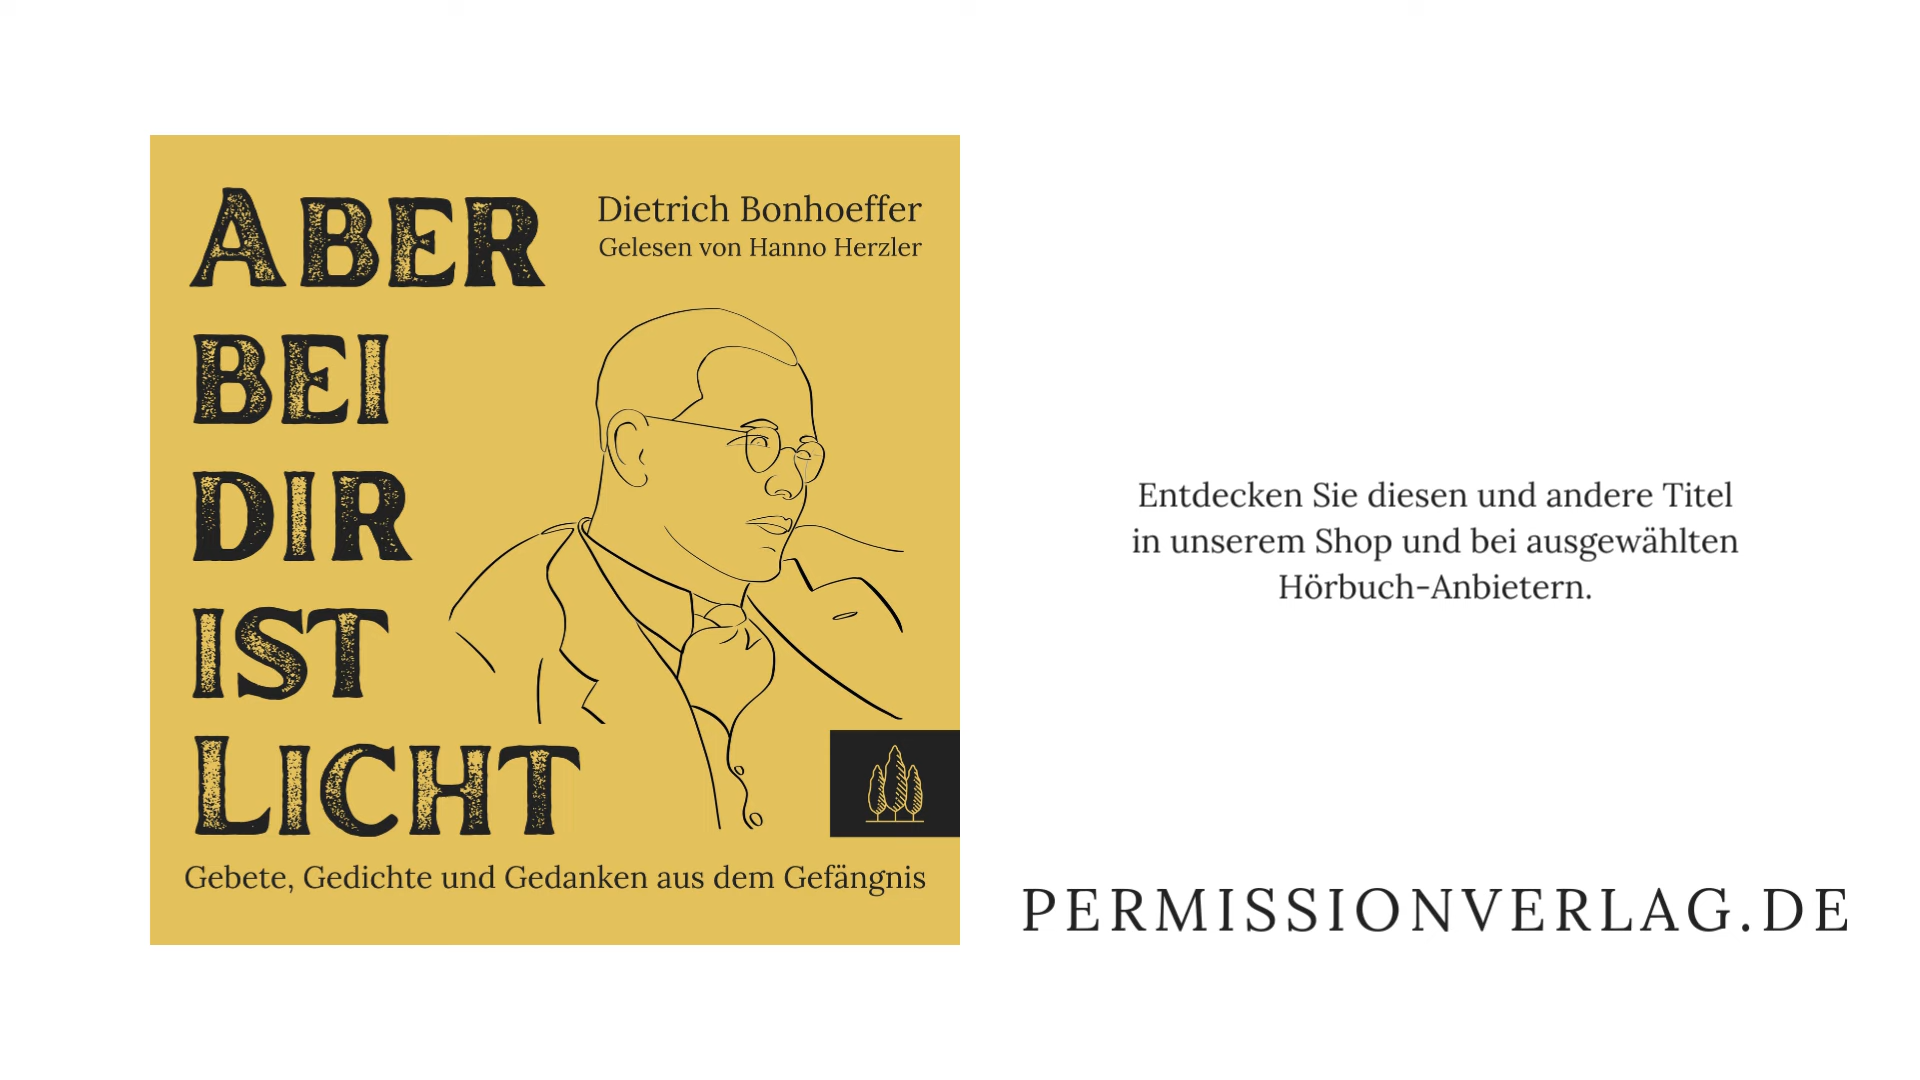 ABER
BEI
DIR
IST
LICHT
Dietrich Bonhoeffer
Gelesen von Hanno Herzler
Gebete, Gedichte und Gedanken aus dem Gefängnis
Entdecken Sie diesen und andere Titel
in unserem Shop und bei ausgewählten
Hörbuch-Anbietern.
PERMISSIONVERLAG.DE